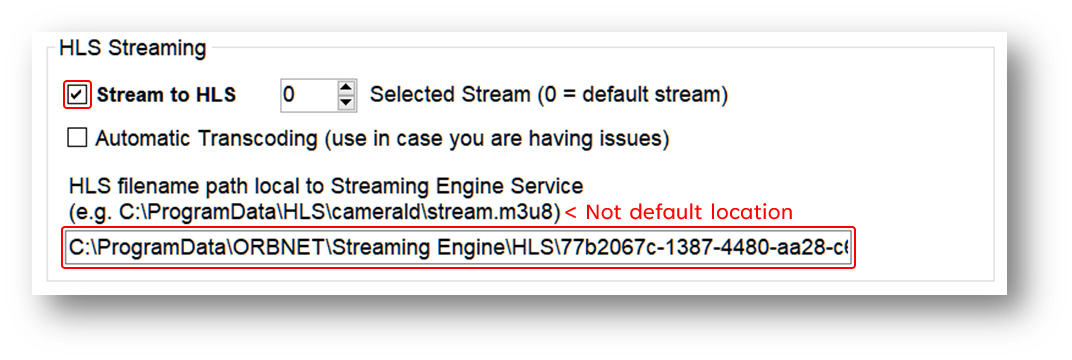 HLS Streaming
Stream to HLS 0 Selected Stream (0 = default stream)
Automatic Transcoding (use in case you are having issues)
HLS filename path local to Streaming Engine Service
(e.g. C:\ProgramData\HLS\cameraId\stream.m3u8) < Not default location
C:\ProgramData\ORBNET\Streaming Engine\HLS\77b2067c-1387-4480-aa28-c